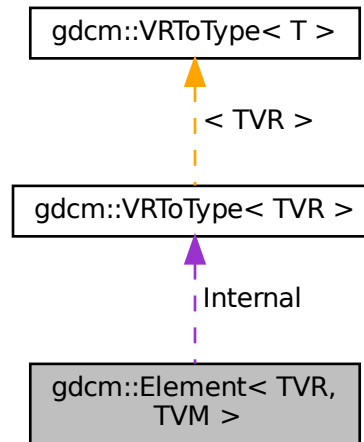 gdcm::VRToType< T >
< TVR >
gdcm::VRToType< TVR >
Internal
gdcm::Element< TVR,
TVM >